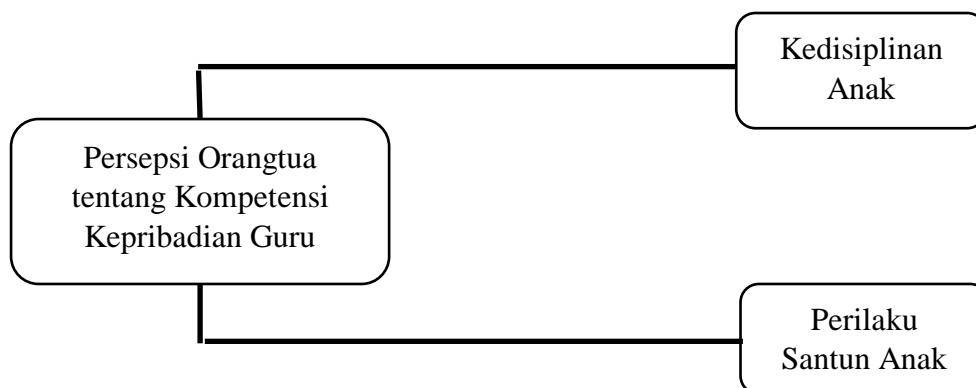 Kedisiplinan
Anak
Persepsi Orangtua
tentang Kompetensi
Kepribadian Guru
Perilaku
Santun Anak